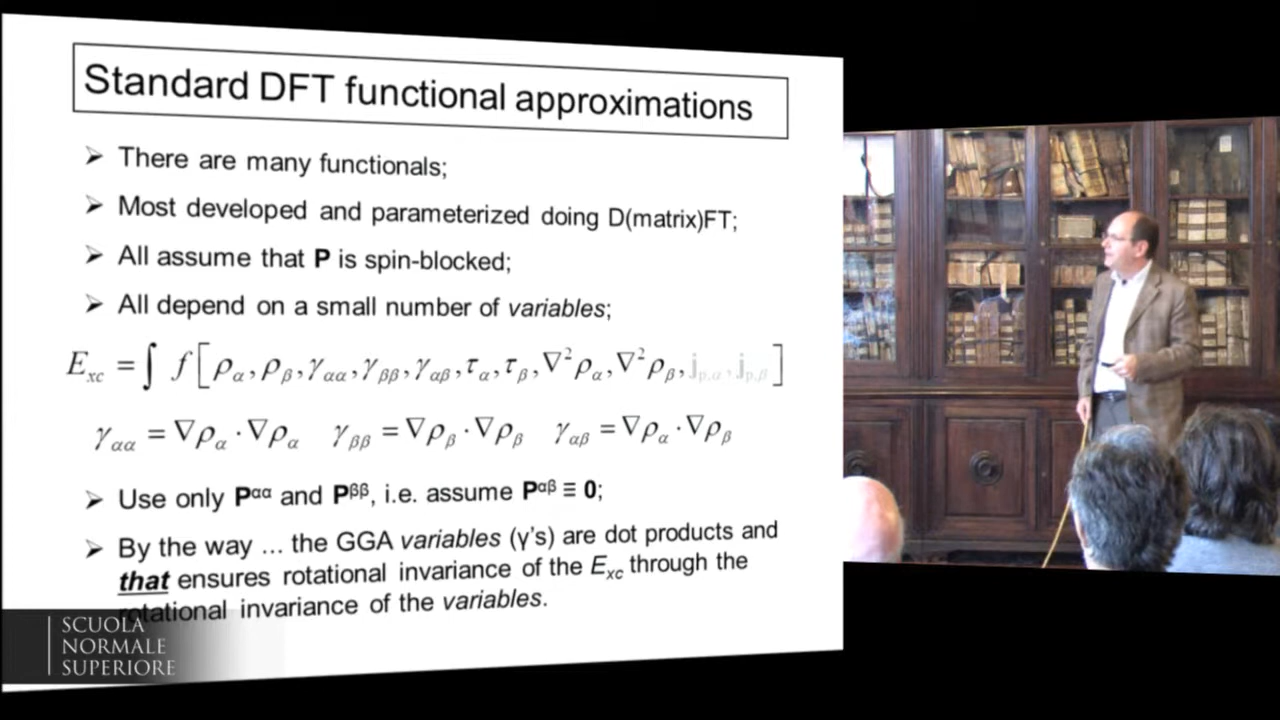 Standard DFT functional approximations
➢ There are many functionals;
➢ Most developed and parameterized doing D(matrix)FT;
➢ All assume that P is spin-blocked;
➢ All depend on a small number of variables;
E_xc = ∫ f [ρ_α, ρ_β, γ_αα, γ_ββ, γ_αβ, τ_α, τ_β, ∇²ρ_α, ∇²ρ_β, j_p,α, j_p,β]
γ_αα = ∇ρ_α · ∇ρ_α γ_ββ = ∇ρ_β · ∇ρ_β γ_αβ = ∇ρ_α · ∇ρ_β
➢ Use only P^αα and P^ββ, i.e. assume P^αβ ≡ 0;
➢ By the way ... the GGA variables (γ's) are dot products and
that ensures rotational invariance of the E_xc through the
rotational invariance of the variables.
SCUOLA
NORMALE
SUPERIORE